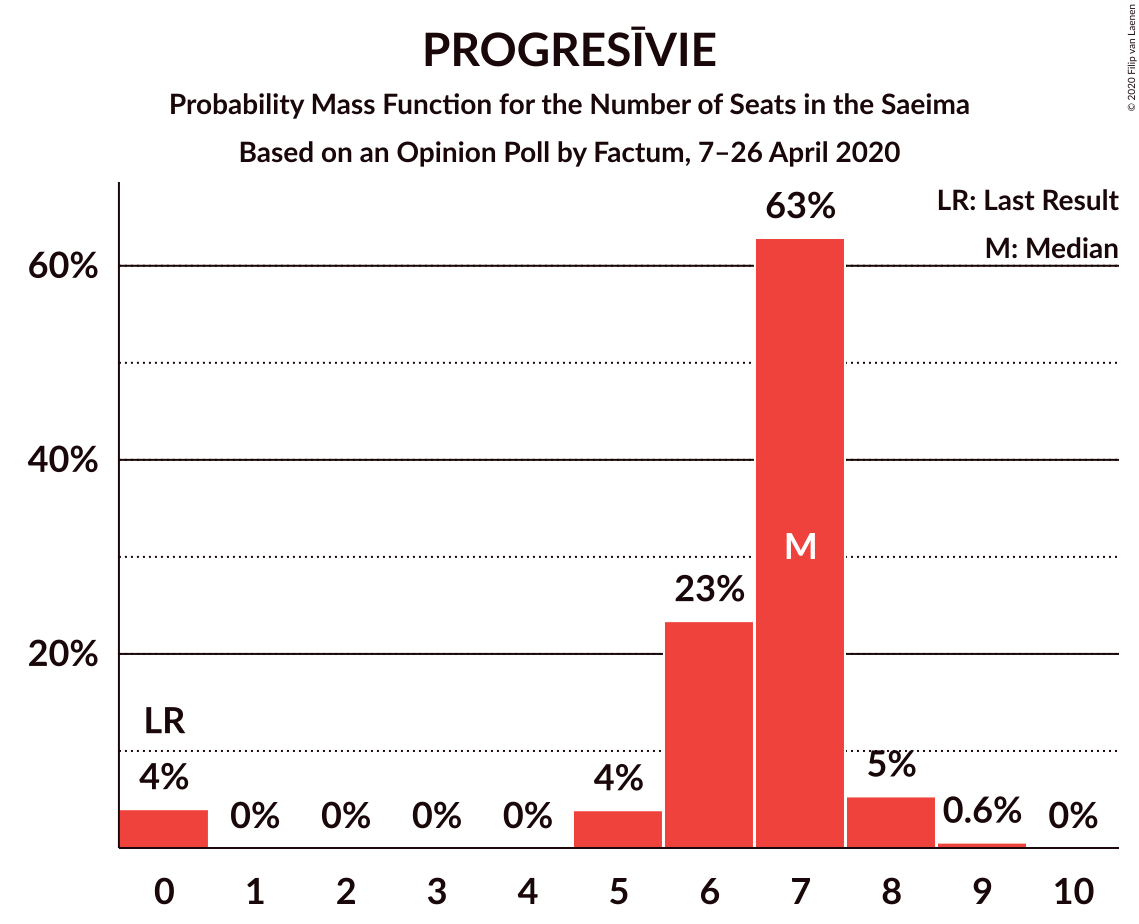 PROGRESĪVIE
Probability Mass Function for the Number of Seats in the Saeima
Based on an Opinion Poll by Factum, 7–26 April 2020
© 2020 Filip van Laenen
LR: Last Result
M: Median
63%
60%
40%
M
23%
20%
LR
4%
0%
0%
0%
0%
4%
5%
0.6%
0%
0 1 2 3 4 5 6 7 8 9 10